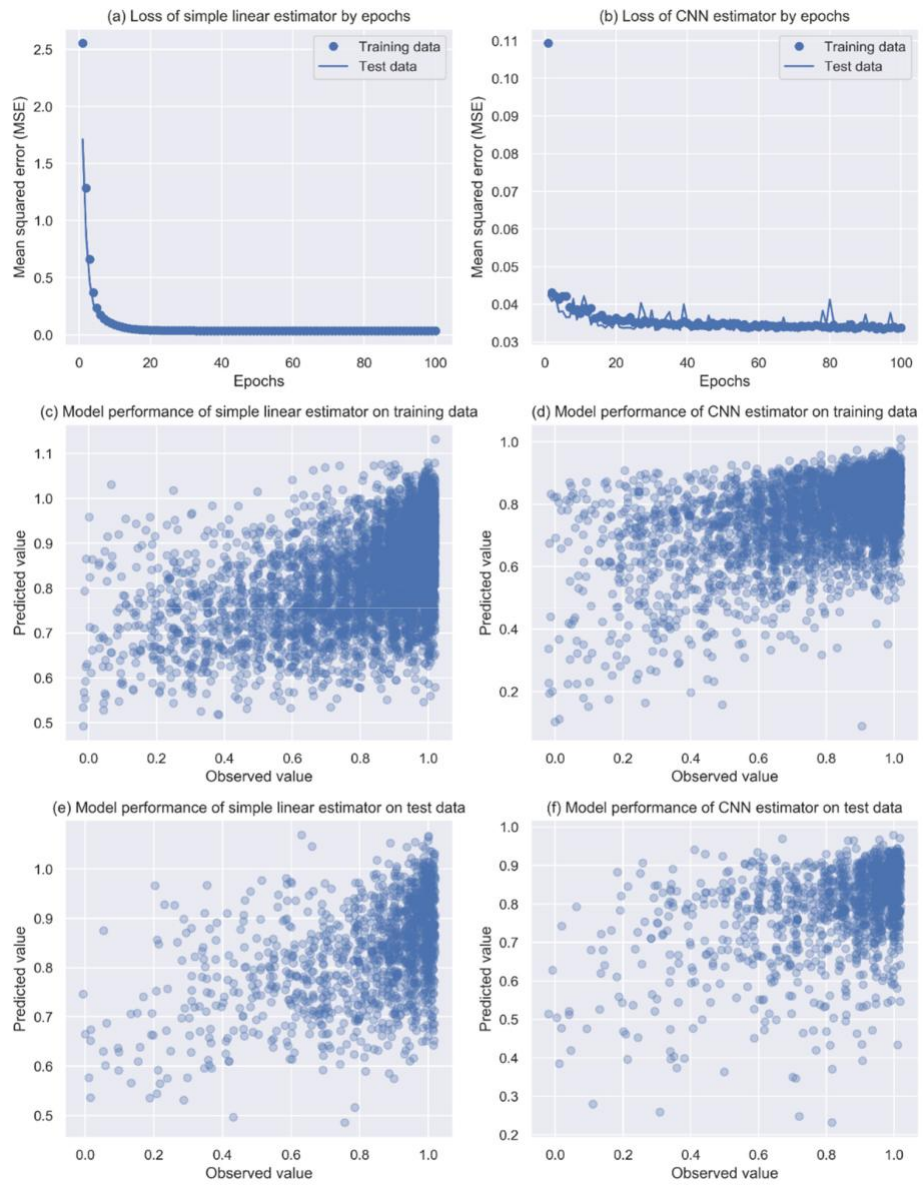 (a) Loss of simple linear estimator by epochs
Training data
Test data
Mean squared error (MSE)
2.5
2.0
1.5
1.0
0.5
0.0
0 20 40 60 80 100
Epochs
(b) Loss of CNN estimator by epochs
Training data
Test data
Mean squared error (MSE)
0.11
0.10
0.09
0.08
0.07
0.06
0.05
0.04
0.03
0 20 40 60 80 100
Epochs
(c) Model performance of simple linear estimator on training data
Predicted value
1.1
1.0
0.9
0.8
0.7
0.6
0.5
0.0 0.2 0.4 0.6 0.8 1.0
Observed value
(d) Model performance of CNN estimator on training data
Predicted value
1.0
0.8
0.6
0.4
0.2
0.0 0.2 0.4 0.6 0.8 1.0
Observed value
(e) Model performance of simple linear estimator on test data
Predicted value
1.0
0.9
0.8
0.7
0.6
0.5
0.0 0.2 0.4 0.6 0.8 1.0
Observed value
(f) Model performance of CNN estimator on test data
Predicted value
1.0
0.9
0.8
0.7
0.6
0.5
0.4
0.3
0.2
0.0 0.2 0.4 0.6 0.8 1.0
Observed value